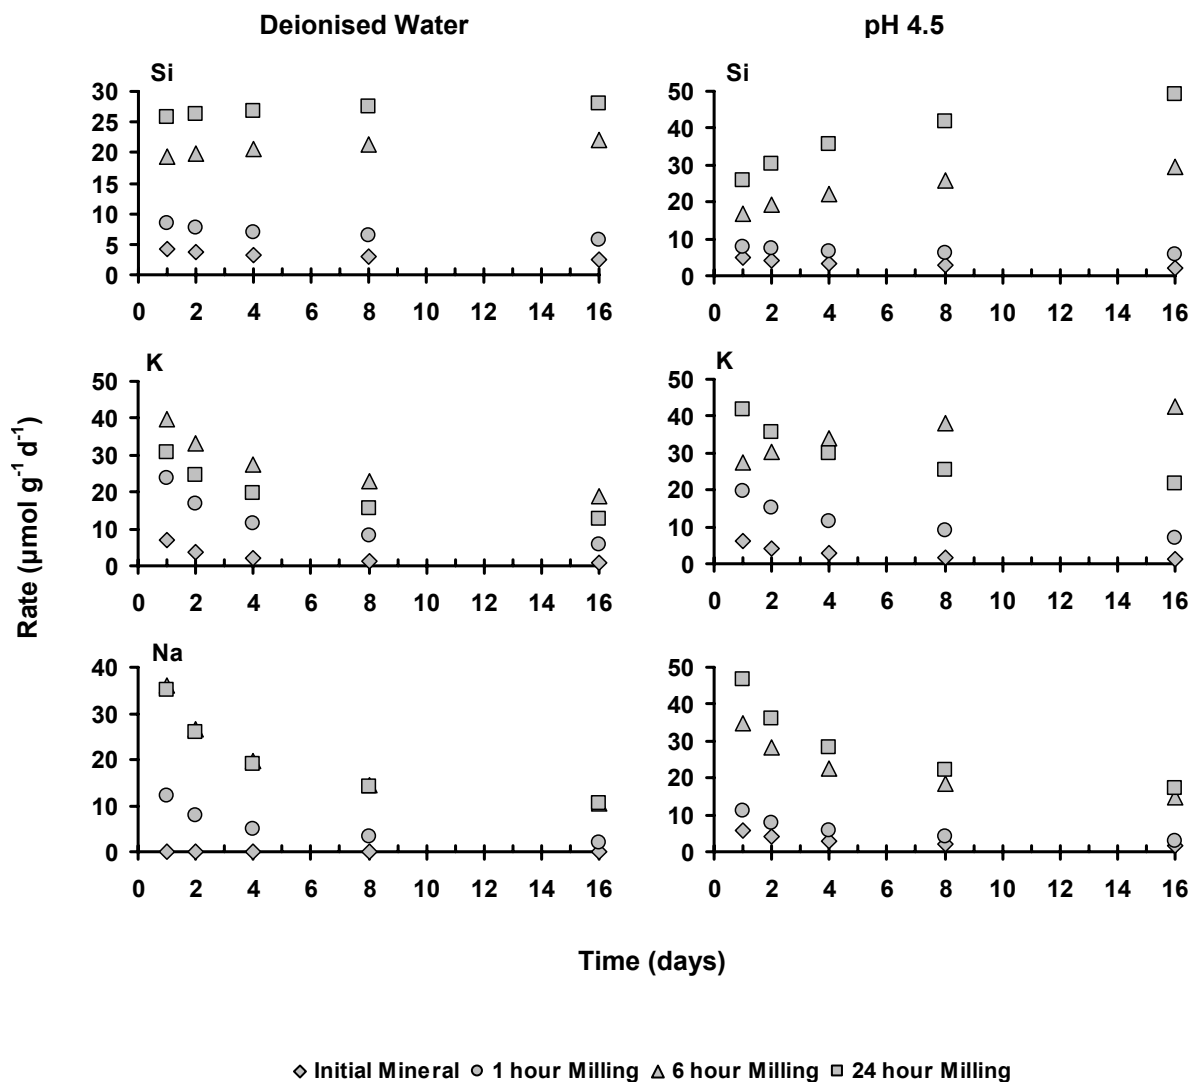 Deionised Water
pH 4.5
Si
30
25
20
15
10
5
0
0 2 4 6 8 10 12 14 16
Si
50
40
30
20
10
0
0 2 4 6 8 10 12 14 16
K
50
40
30
20
10
0
0 2 4 6 8 10 12 14 16
K
50
40
30
20
10
0
0 2 4 6 8 10 12 14 16
Na
40
30
20
10
0
0 2 4 6 8 10 12 14 16
50
40
30
20
10
0
0 2 4 6 8 10 12 14 16
Rate (µmol g⁻¹ d⁻¹)
Time (days)
Initial Mineral 1 hour Milling 6 hour Milling 24 hour Milling